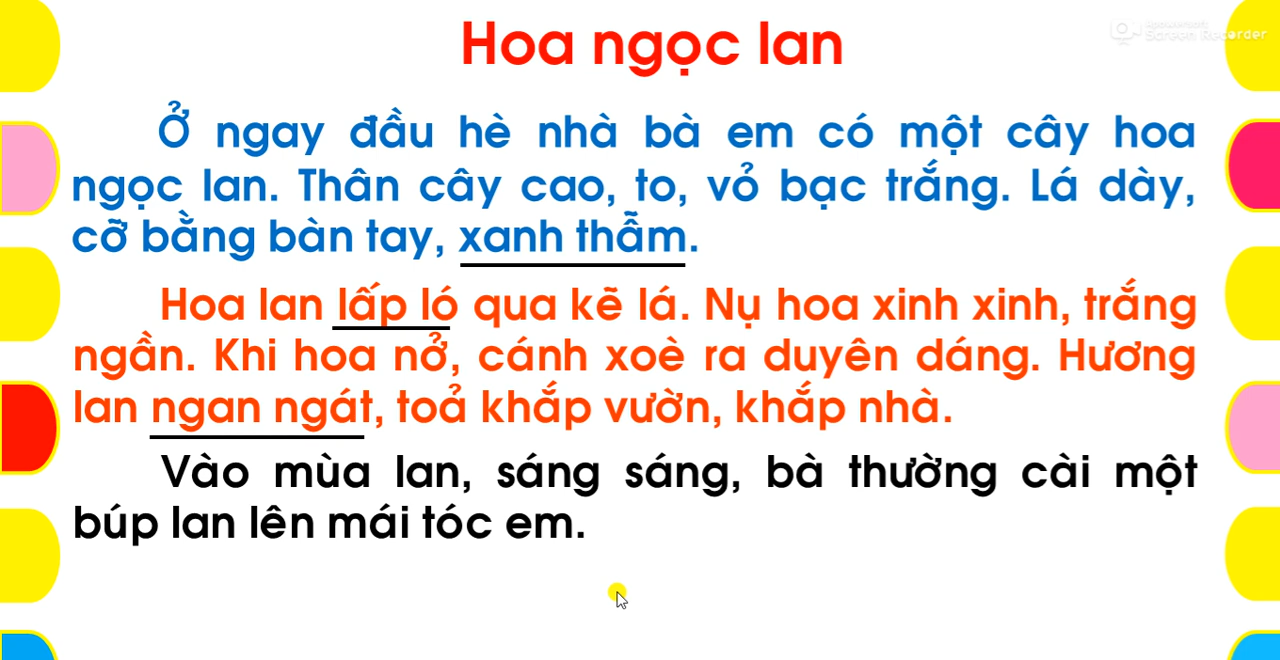 Hoa ngọc lan
Apowersoft
Screen Recorder
Ở ngay đầu hè nhà bà em có một cây hoa
ngọc lan. Thân cây cao, to, vỏ bạc trắng. Lá dày,
cỡ bằng bàn tay, xanh thẫm.
Hoa lan lấp ló qua kẽ lá. Nụ hoa xinh xinh, trắng
ngần. Khi hoa nở, cánh xoè ra duyên dáng. Hương
lan ngan ngát, toả khắp vườn, khắp nhà.
Vào mùa lan, sáng sáng, bà thường cài một
búp lan lên mái tóc em.